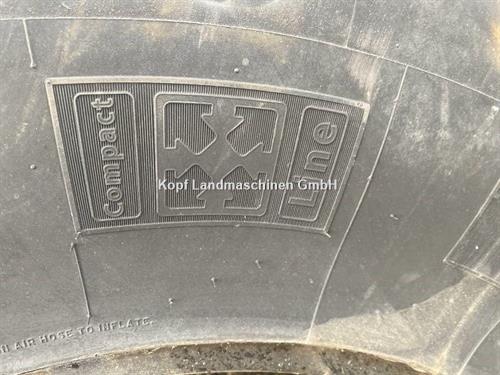 Compact
Line
Kopf Landmaschinen GmbH
AIR HOSE TO INFLATE.